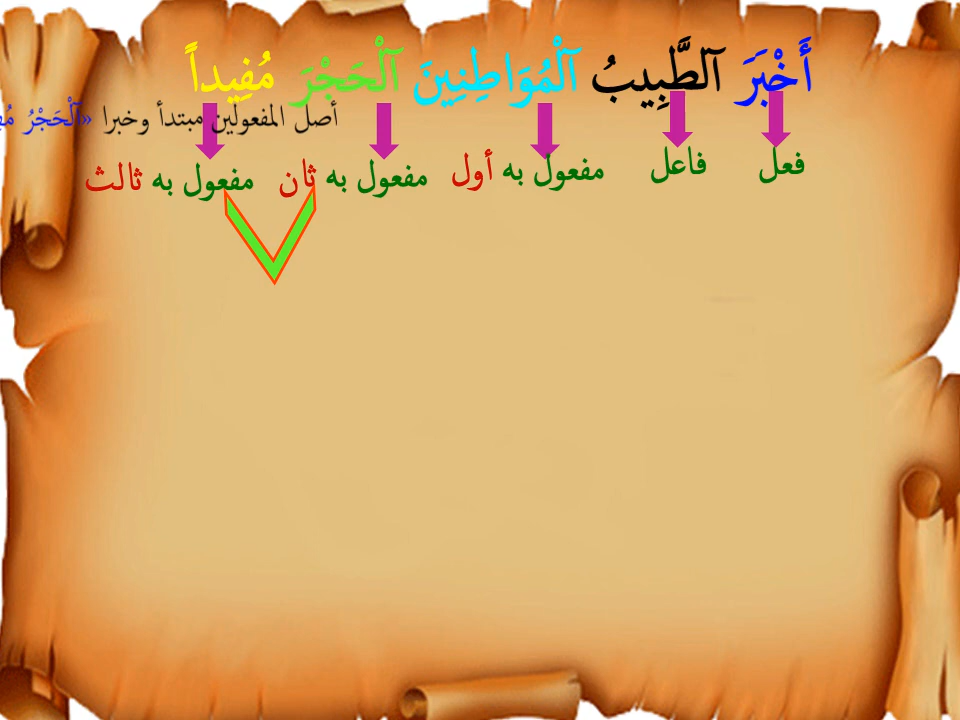 أَخْبَرَ ٱلطَّبِيبُ ٱلْمُوَاطِنِينَ ٱلْحَجْرَ مُفِيداً
أصل المفعولين مبتدأ وخبرا «ٱلْحَجْرُ
فعل فاعل مفعول به أول مفعول به ثان مفعول به ثالث